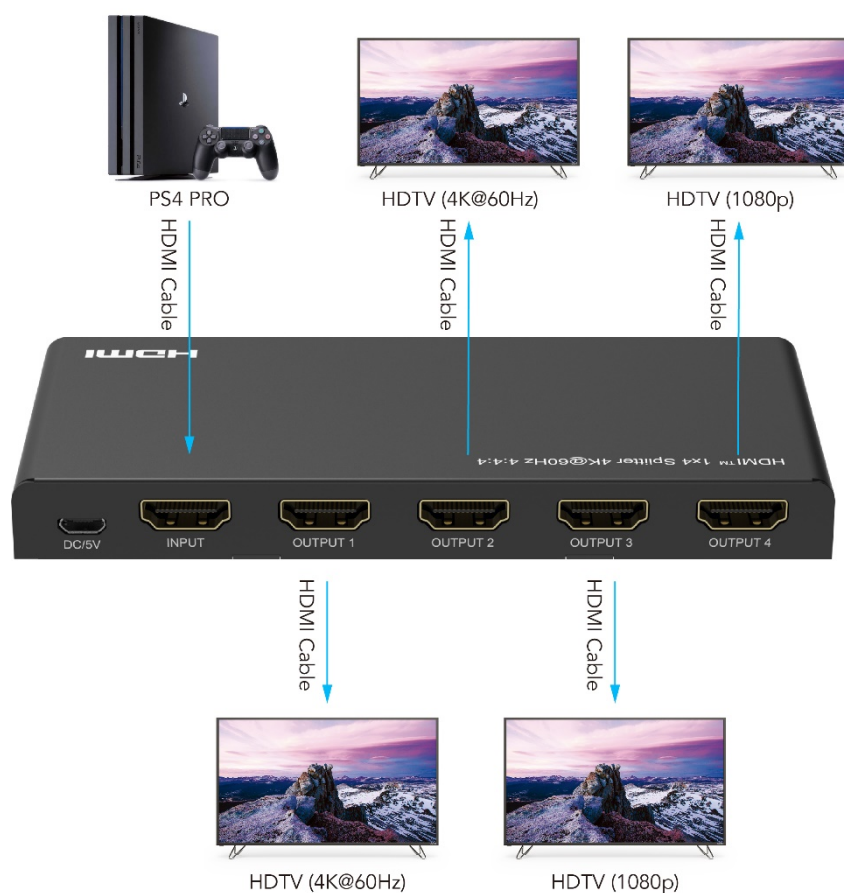 PS4 PRO
HDTV (4K@60Hz)
HDTV (1080p)
HDMI Cable
HDMI Cable
HDMI Cable
HDMI
HDMI™ 1x4 Splitter 4K@60Hz 4:4:4
DC/5V
INPUT
OUTPUT 1
OUTPUT 2
OUTPUT 3
OUTPUT 4
HDMI Cable
HDMI Cable
HDTV (4K@60Hz)
HDTV (1080p)